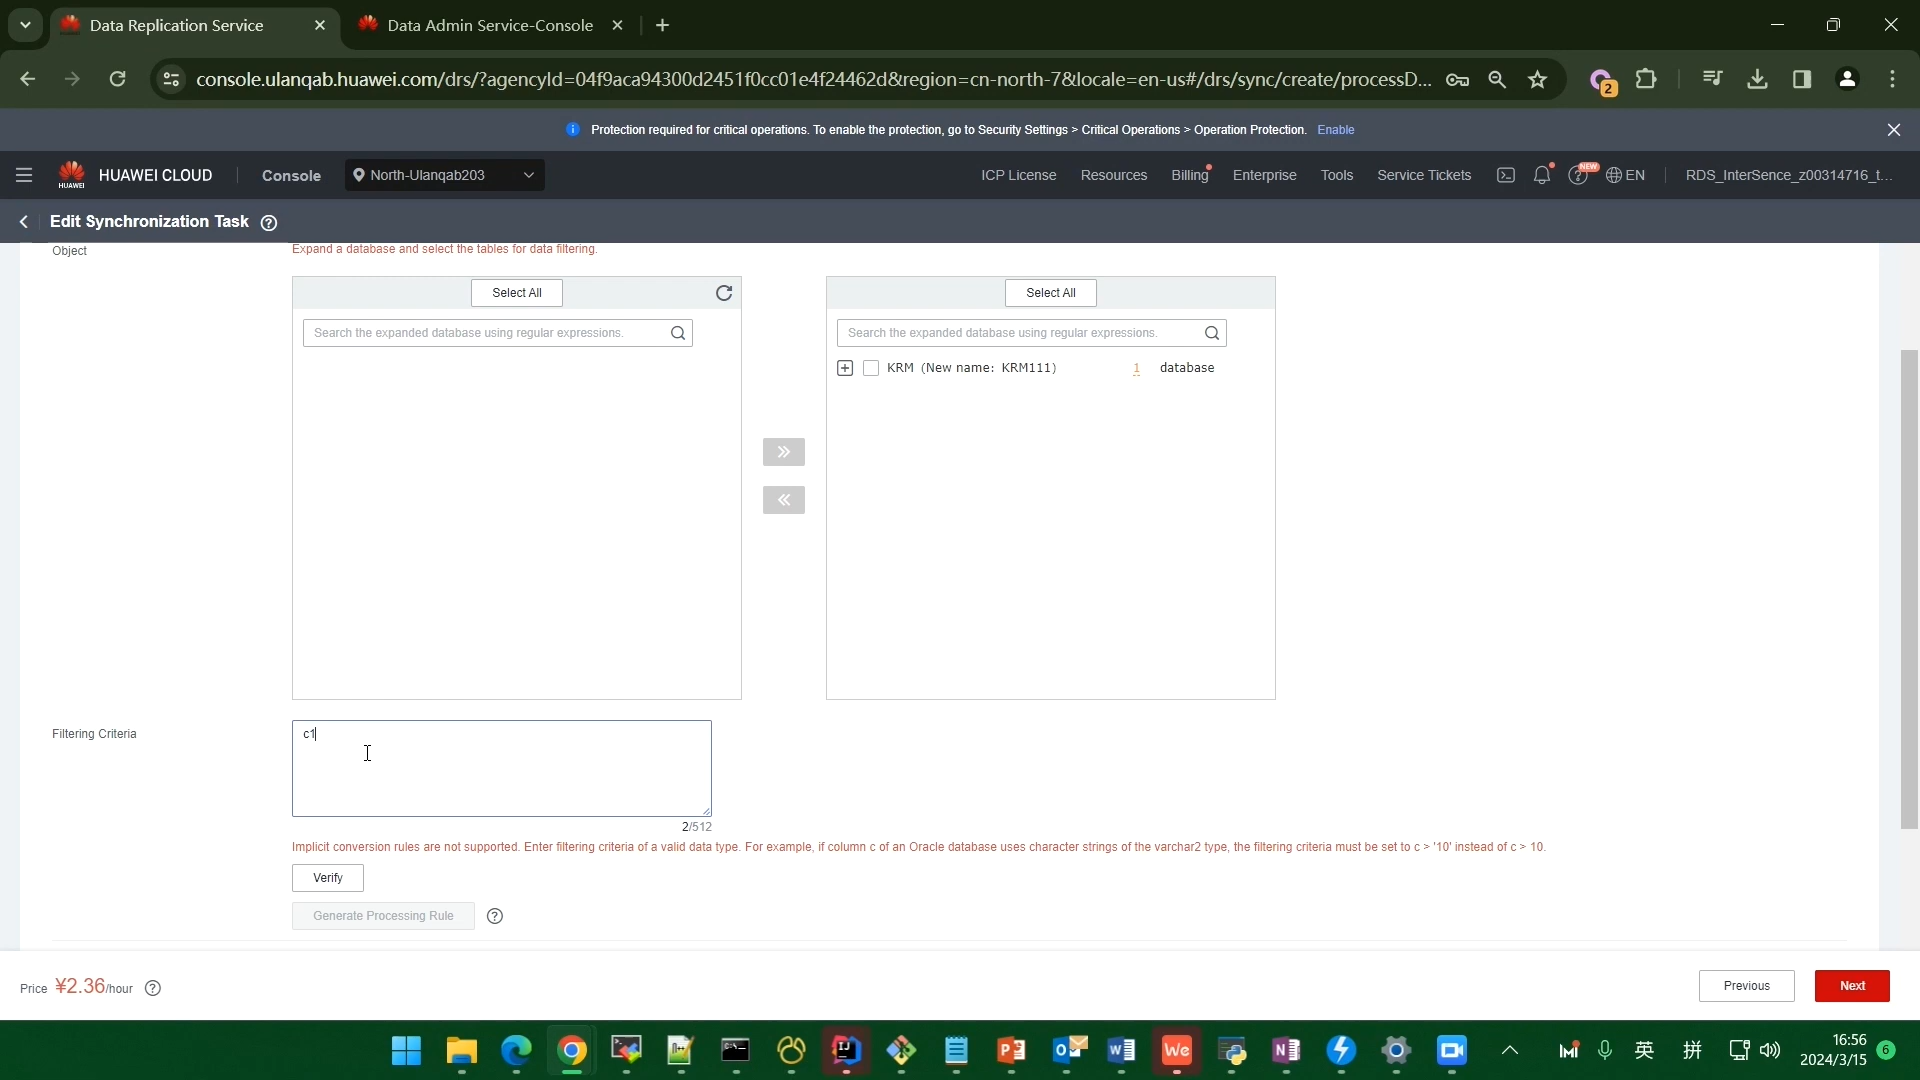 Data Replication Service
Data Admin Service-Console
console.ulanqab.huawei.com/drs/?agencyId=04f9aca94300d2451f0cc01e4f24462d&region=cn-north-7&locale=en-us#/drs/sync/create/processD...
2
Protection required for critical operations. To enable the protection, go to Security Settings > Critical Operations > Operation Protection. Enable
HUAWEI
HUAWEI CLOUD
Console
North-Ulanqab203
ICP License
Resources
Billing
Enterprise
Tools
Service Tickets
NEW
EN
RDS_InterSence_z00314716_t...
Edit Synchronization Task
Object
Expand a database and select the tables for data filtering.
Select All
Select All
Search the expanded database using regular expressions.
Search the expanded database using regular expressions.
KRM (New name: KRM111) 1 database
Filtering Criteria
c1
2/512
Implicit conversion rules are not supported. Enter filtering criteria of a valid data type. For example, if column c of an Oracle database uses character strings of the varchar2 type, the filtering criteria must be set to c > '10' instead of c > 10.
Verify
Generate Processing Rule
Price ¥2.36/hour
Previous
Next
英
拼
16:56
2024/3/15
6